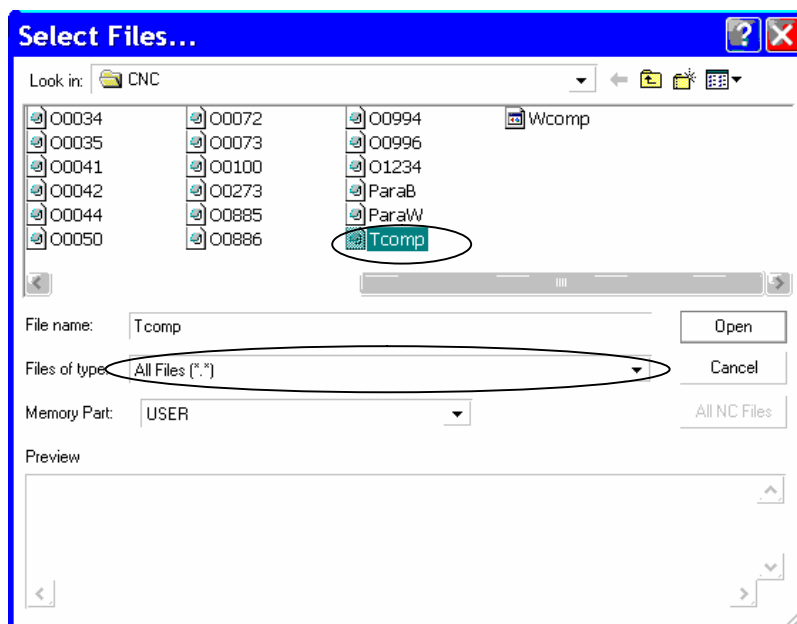 Select Files...
Look in: CNC
O0034 O0072 O0994 Wcomp
O0035 O0073 O0996
O0041 O0100 O1234
O0042 O0273 ParaB
O0044 O0885 ParaW
O0050 O0886 Tcomp
File name: Tcomp Open
Files of type: All Files (*.*) Cancel
Memory Part: USER All NC Files
Preview